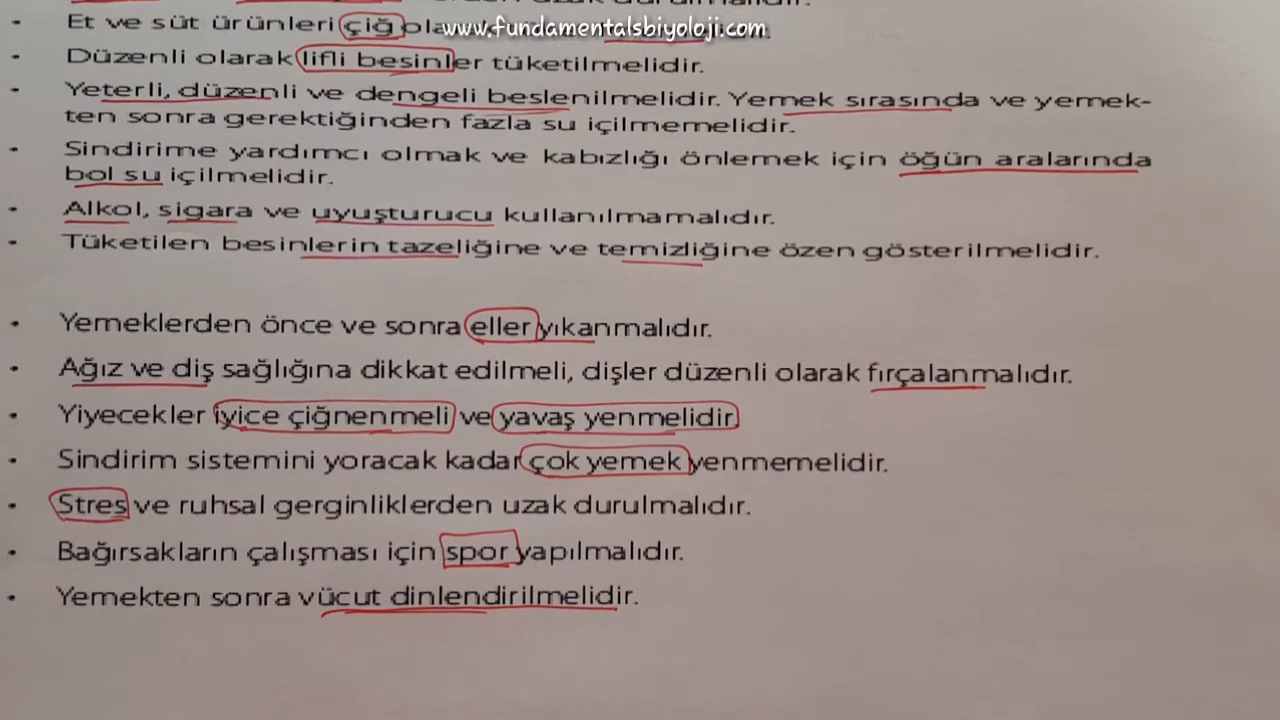 uzak durulmalıdır.
• Et ve süt ürünleri çiğ
www.fundamentalsbiyoloji.com
• Düzenli olarak lifli besinler tüketilmelidir.
• Yeterli, düzenli ve dengeli beslenilmelidir. Yemek sırasında ve yemek-
ten sonra gerektiğinden fazla su içilmemelidir.
• Sindirime yardımcı olmak ve kabızlığı önlemek için öğün aralarında
bol su içilmelidir.
• Alkol, sigara ve uyuşturucu kullanılmamalıdır.
• Tüketilen besinlerin tazeliğine ve temizliğine özen gösterilmelidir.
• Yemeklerden önce ve sonra eller yıkanmalıdır.
• Ağız ve diş sağlığına dikkat edilmeli, dişler düzenli olarak fırçalanmalıdır.
• Yiyecekler iyice çiğnenmeli ve yavaş yenmelidir.
• Sindirim sistemini yoracak kadar çok yemek yenmemelidir.
• Stres ve ruhsal gerginliklerden uzak durulmalıdır.
• Bağırsakların çalışması için spor yapılmalıdır.
• Yemekten sonra vücut dinlendirilmelidir.